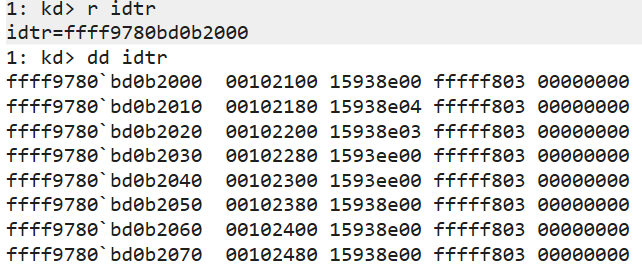 1: kd> r idtr
idtr=ffff9780bd0b2000
1: kd> dd idtr
ffff9780`bd0b2000  00102100 15938e00 fffff803 00000000
ffff9780`bd0b2010  00102180 15938e04 fffff803 00000000
ffff9780`bd0b2020  00102200 15938e03 fffff803 00000000
ffff9780`bd0b2030  00102280 1593ee00 fffff803 00000000
ffff9780`bd0b2040  00102300 1593ee00 fffff803 00000000
ffff9780`bd0b2050  00102380 15938e00 fffff803 00000000
ffff9780`bd0b2060  00102400 15938e00 fffff803 00000000
ffff9780`bd0b2070  00102480 15938e00 fffff803 00000000